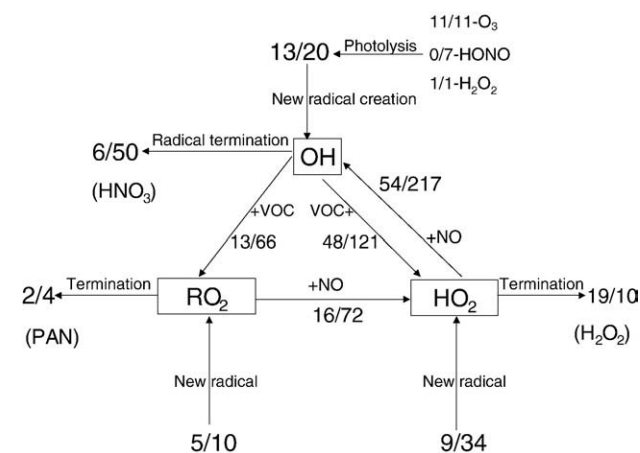 11/11-O₃
13/20
Photolysis
0/7-HONO
1/1-H₂O₂
New radical creation
Radical termination
6/50
OH
(HNO₃)
54/217
+VOC
VOC+
13/66
48/121
+NO
Termination
2/4
RO₂
+NO
16/72
HO₂
Termination
19/10
(PAN)
(H₂O₂)
New radical
New radical
5/10
9/34